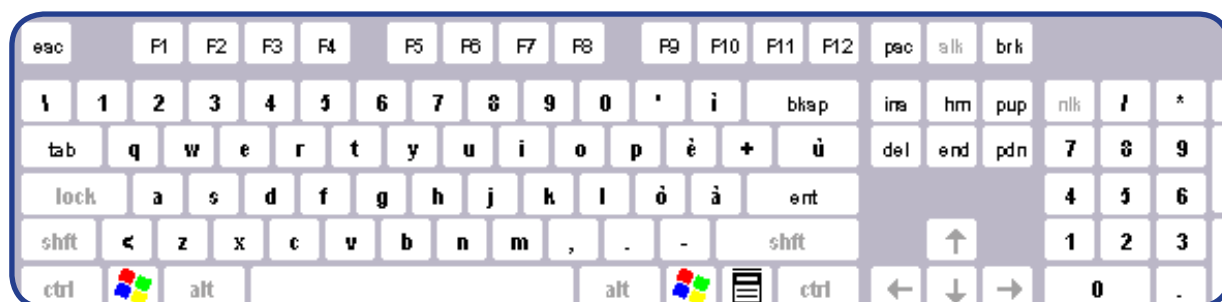 esc F1 F2 F3 F4 F5 F6 F7 F8 F9 F10 F11 F12 psc slk brk
\ 1 2 3 4 5 6 7 8 9 0 ' ì bksp ins hm pup nlk / *
tab q w e r t y u i o p è + ù del end pdn 7 8 9
lock a s d f g h j k l ò à ent 4 5 6
shft < z x c v b n m , . - shft ↑ 1 2 3
ctrl alt alt ctrl ← ↓ → 0 .